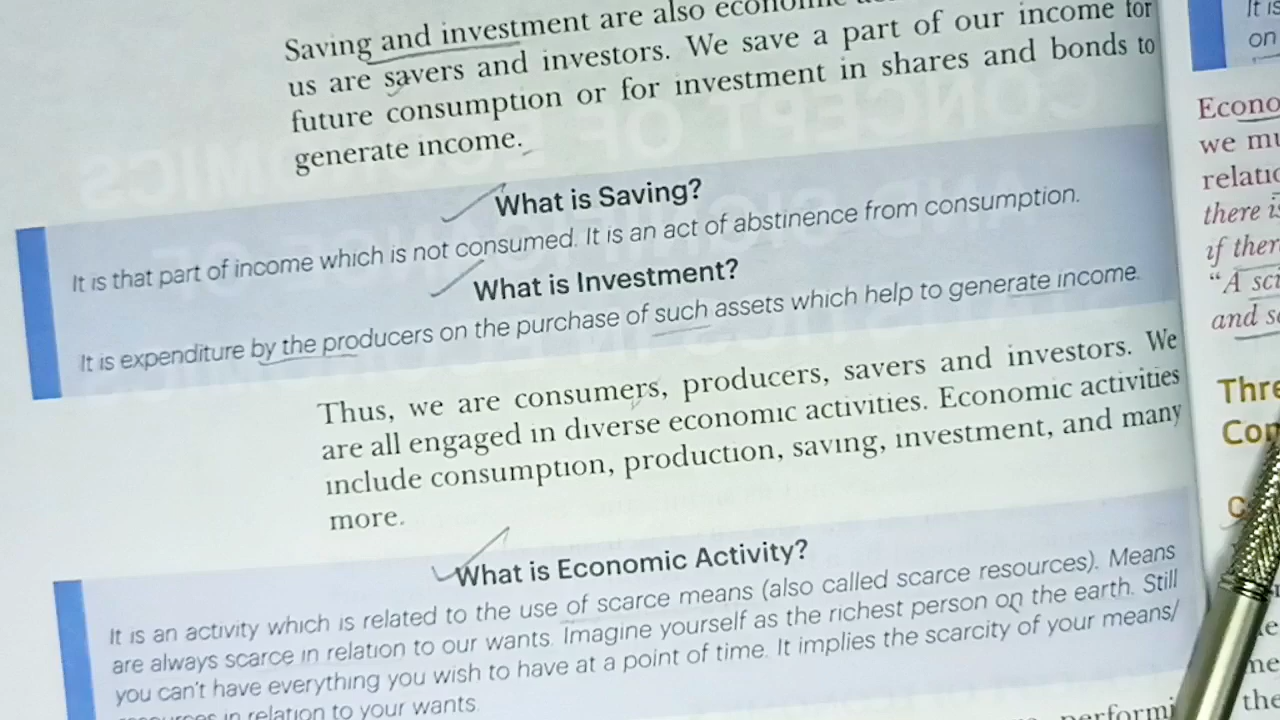 Saving and investment are also economic
us are savers and investors. We save a part of our income for
future consumption or for investment in shares and bonds to
generate income.
What is Saving?
It is that part of income which is not consumed. It is an act of abstinence from consumption.
What is Investment?
It is expenditure by the producers on the purchase of such assets which help to generate income.
Thus, we are consumers, producers, savers and investors. We
are all engaged in diverse economic activities. Economic activities
include consumption, production, saving, investment, and many
more.
What is Economic Activity?
It is an activity which is related to the use of scarce means (also called scarce resources). Means
are always scarce in relation to our wants. Imagine yourself as the richest person on the earth. Still
you can't have everything you wish to have at a point of time. It implies the scarcity of your means/
in relation to your wants.
It is
on
Econo
we mu
relatio
there is
if ther
"A sci
and so
Thre
Con